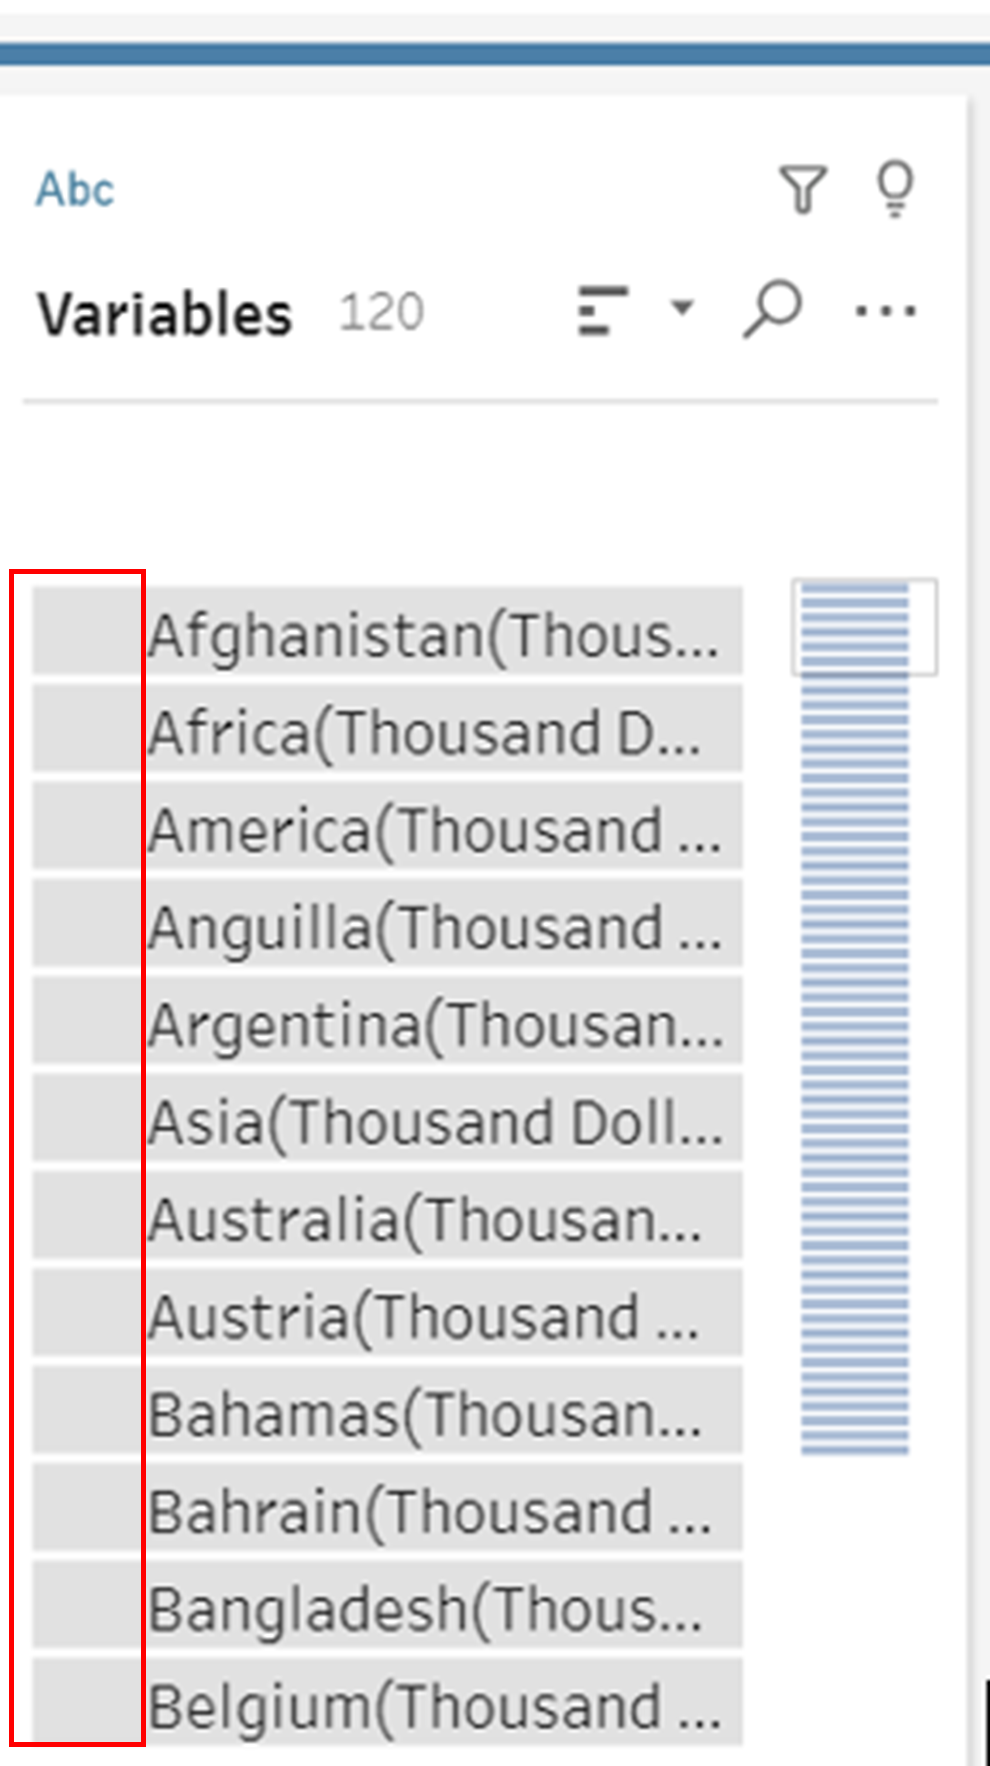 Abc
Variables 120
Afghanistan(Thous...
Africa(Thousand D...
America(Thousand ...
Anguilla(Thousand ...
Argentina(Thousan...
Asia(Thousand Doll...
Australia(Thousan...
Austria(Thousand ...
Bahamas(Thousan...
Bahrain(Thousand ...
Bangladesh(Thous...
Belgium(Thousand ...